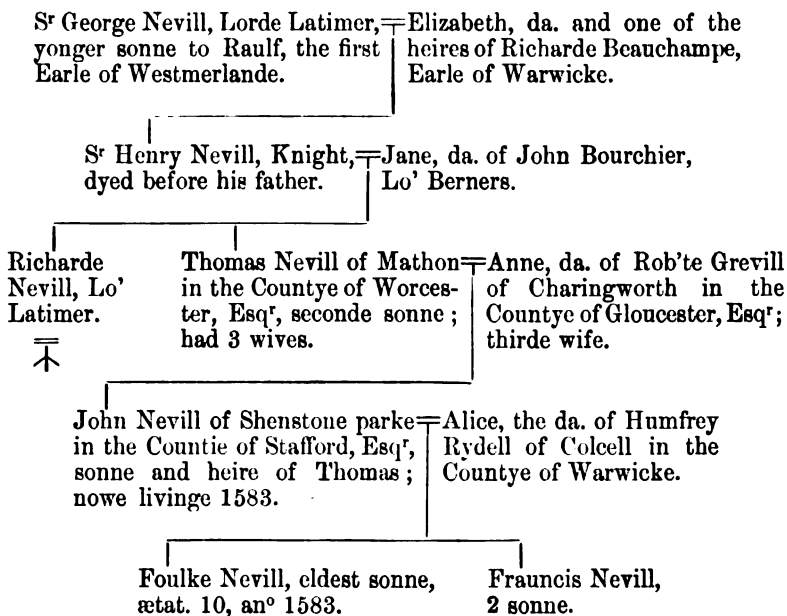 Sʳ George Nevill, Lorde Latimer,
yonger sonne to Raulf, the first
Earle of Westmerlande.
Elizabeth, da. and one of the
heires of Richarde Beauchampe,
Earle of Warwicke.
Sʳ Henry Nevill, Knight,
dyed before his father.
Jane, da. of John Bourchier,
Lo' Berners.
Richarde
Nevill, Lo'
Latimer.
Thomas Nevill of Mathon
in the Countye of Worces-
ter, Esqʳ, seconde sonne;
had 3 wives.
Anne, da. of Rob'te Grevill
of Charingworth in the
Countye of Gloucester, Esqʳ;
thirde wife.
John Nevill of Shenstone parke
in the Countie of Stafford, Esqʳ,
sonne and heire of Thomas;
nowe livinge 1583.
Alice, the da. of Humfrey
Rydell of Colcell in the
Countye of Warwicke.
Foulke Nevill, eldest sonne,
ætat. 10, anº 1583.
Frauncis Nevill,
2 sonne.